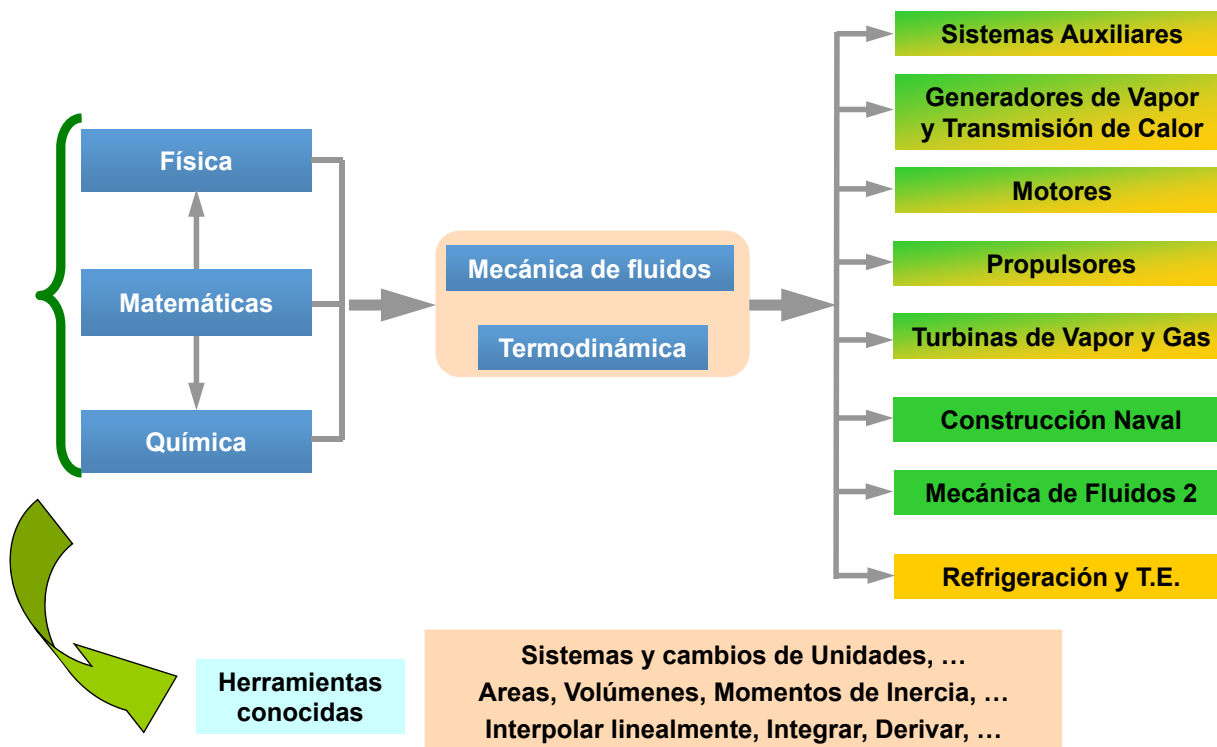 Física
Matemáticas
Química
Mecánica de fluidos
Termodinámica
Sistemas Auxiliares
Generadores de Vapor
y Transmisión de Calor
Motores
Propulsores
Turbinas de Vapor y Gas
Construcción Naval
Mecánica de Fluidos 2
Refrigeración y T.E.
Herramientas
conocidas
Sistemas y cambios de Unidades, …
Areas, Volúmenes, Momentos de Inercia, …
Interpolar linealmente, Integrar, Derivar, …